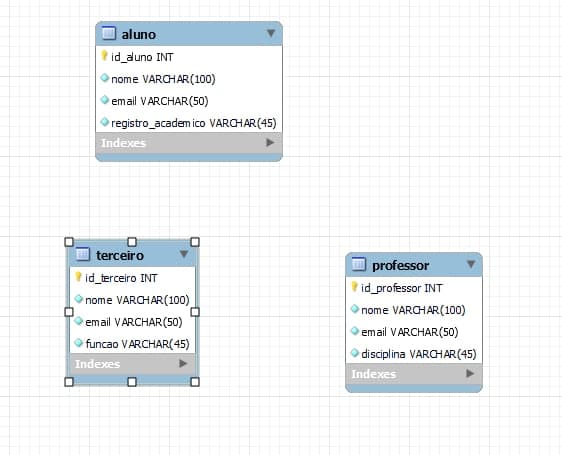 aluno
id_aluno INT
nome VARCHAR(100)
email VARCHAR(50)
registro_academico VARCHAR(45)
Indexes
terceiro
id_terceiro INT
nome VARCHAR(100)
email VARCHAR(50)
funcao VARCHAR(45)
Indexes
professor
id_professor INT
nome VARCHAR(100)
email VARCHAR(50)
disciplina VARCHAR(45)
Indexes